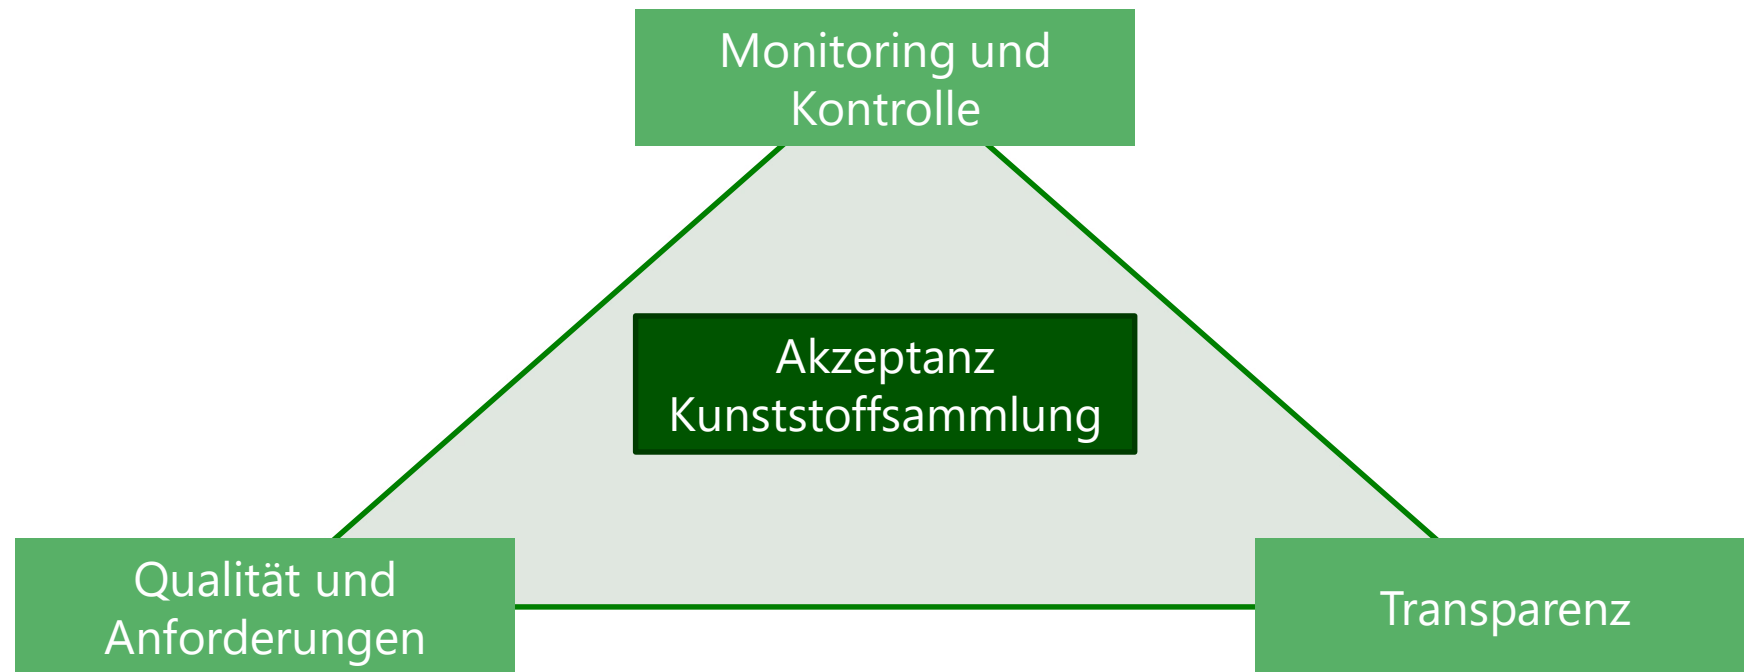 Monitoring und
Kontrolle
Akzeptanz
Kunststoffsammlung
Qualität und
Anforderungen
Transparenz